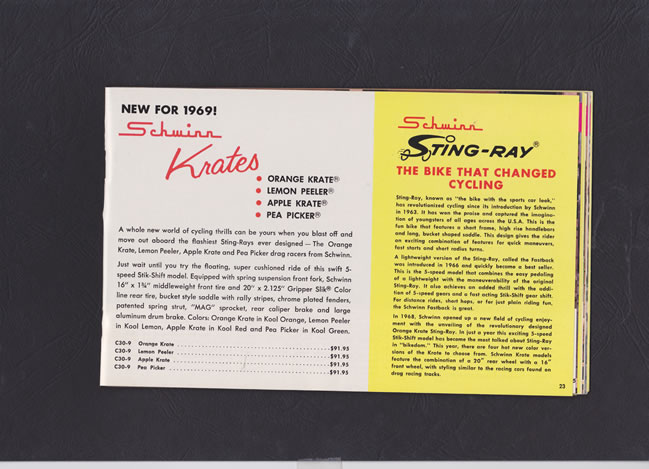 NEW FOR 1969!
Schwinn
Krates
• ORANGE KRATE®
• LEMON PEELER®
• APPLE KRATE®
• PEA PICKER®
A whole new world of cycling thrills can be yours when you blast off and
move out aboard the flashiest Sting-Rays ever designed — The Orange
Krate, Lemon Peeler, Apple Krate and Pea Picker drag racers from Schwinn.
Just wait until you try the floating, super cushioned ride of this swift 5-
speed Stik-Shift model. Equipped with spring suspension front fork, Schwinn
16" x 1¾" middleweight front tire and 20" x 2.125" Gripper Slik® Color
line rear tire, bucket style saddle with rally stripes, chrome plated fenders,
patented spring strut, "MAG" sprocket, rear caliber brake and large
aluminum drum brake. Colors: Orange Krate in Kool Orange, Lemon Peeler
in Kool Lemon, Apple Krate in Kool Red and Pea Picker in Kool Green.
C30-9 Orange Krate $91.95
C30-9 Lemon Peeler $91.95
C30-9 Apple Krate $91.95
C30-9 Pea Picker $91.95
Schwinn
STING-RAY®
THE BIKE THAT CHANGED
CYCLING
Sting-Ray, known as "the bike with the sports car look,"
has revolutionized cycling since its introduction by Schwinn
in 1963. It has won the praise and captured the imagina-
tion of youngsters of all ages across the U.S.A. This is the
fun bike that features a short frame, high rise handlebars
and long, bucket shaped saddle. This design gives the rider
an exciting combination of features for quick maneuvers,
fast starts and short radius turns.
A lightweight version of the Sting-Ray, called the Fastback
was introduced in 1966 and quickly became a best seller.
This is the 5-speed model that combines the easy pedaling
of a lightweight with the maneuverability of the original
Sting-Ray. It also achieves an added thrill with the addi-
tion of 5-speed gears and a fast acting Stik-Shift gear shift.
For distance rides, short hops, or for just plain riding fun,
the Schwinn Fastback is great.
In 1968, Schwinn opened up a new field of cycling enjoy-
ment with the unveiling of the revolutionary designed
Orange Krate Sting-Ray. In just a year this exciting 5-speed
Stik-Shift model has become the most talked about Sting-Ray
in "bikedom." This year, there are four hot new color ver-
sions of the Krate to choose from. Schwinn Krate models
feature the combination of a 20" rear wheel with a 16"
front wheel, with styling similar to the racing cars found on
drag racing tracks.
23